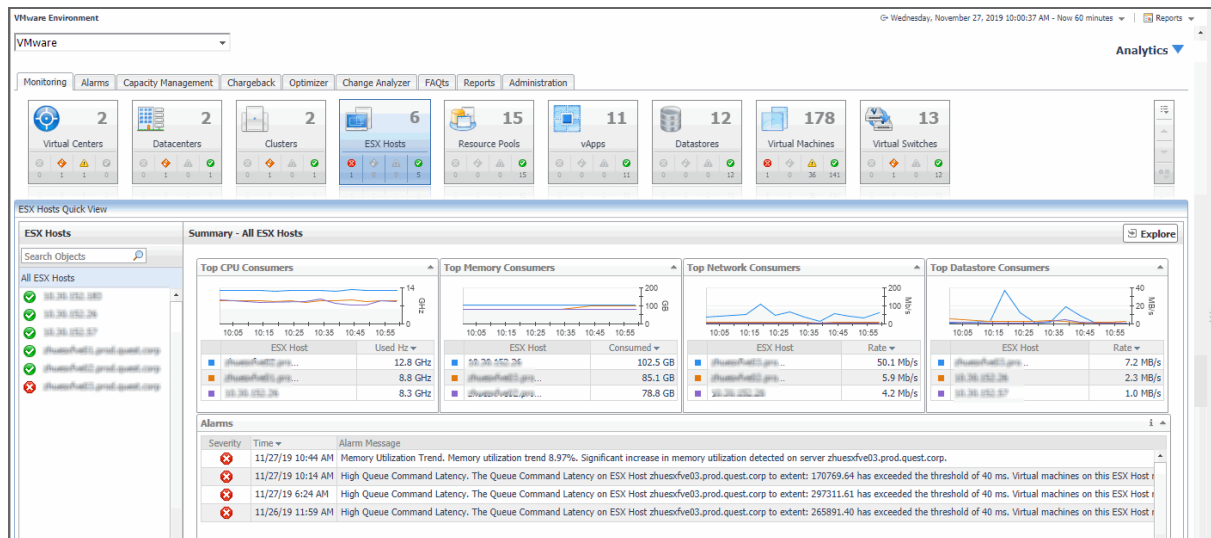 VMware Environment
Wednesday, November 27, 2019 10:00:37 AM - Now 60 minutes
Reports
VMware
Analytics
Monitoring Alarms Capacity Management Chargeback Optimizer Change Analyzer FAQts Reports Administration
2 2 2 6 15 11 12 178 13
Virtual Centers Datacenters Clusters ESX Hosts Resource Pools vApps Datastores Virtual Machines Virtual Switches
0 1 1 0 0 1 0 1 0 1 0 1 1 0 0 5 0 0 0 15 0 0 0 11 0 0 0 12 1 0 36 141 0 1 0 12
ESX Hosts Quick View
ESX Hosts
Summary - All ESX Hosts
Explore
Search Objects
All ESX Hosts
Top CPU Consumers
14
0
GHz
10:05 10:15 10:25 10:35 10:45 10:55
ESX Host Used Hz
12.8 GHz
8.8 GHz
8.3 GHz
Top Memory Consumers
200
100
0
GB
10:05 10:15 10:25 10:35 10:45 10:55
ESX Host Consumed
102.5 GB
85.1 GB
78.8 GB
Top Network Consumers
200
100
0
Mb/s
10:05 10:15 10:25 10:35 10:45 10:55
ESX Host Rate
50.1 Mb/s
5.9 Mb/s
4.2 Mb/s
Top Datastore Consumers
40
20
0
MB/s
10:05 10:15 10:25 10:35 10:45 10:55
ESX Host Rate
7.2 MB/s
2.3 MB/s
1.0 MB/s
Alarms
Severity Time Alarm Message
11/27/19 10:44 AM Memory Utilization Trend. Memory utilization trend 8.97%. Significant increase in memory utilization detected on server zhuesxfve03.prod.quest.corp.
11/27/19 10:14 AM High Queue Command Latency. The Queue Command Latency on ESX Host zhuesxfve03.prod.quest.corp to extent: 170769.64 has exceeded the threshold of 40 ms. Virtual machines on this ESX Host
11/27/19 6:24 AM High Queue Command Latency. The Queue Command Latency on ESX Host zhuesxfve03.prod.quest.corp to extent: 297311.61 has exceeded the threshold of 40 ms. Virtual machines on this ESX Host
11/26/19 11:59 AM High Queue Command Latency. The Queue Command Latency on ESX Host zhuesxfve03.prod.quest.corp to extent: 265891.40 has exceeded the threshold of 40 ms. Virtual machines on this ESX Host